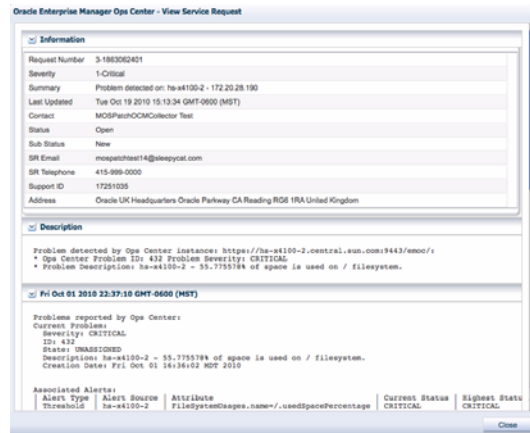 Oracle Enterprise Manager Ops Center - View Service Request
Information
Request Number 3-1863062401
Severity 1-Critical
Summary Problem detected on: hs-x4100-2 - 172.20.28.190
Last Updated Tue Oct 19 2010 15:13:34 GMT-0600 (MST)
Contact MOSPatchOCMCollector Test
Status Open
Sub Status New
SR Email mospatchtest14@sleepycat.com
SR Telephone 415-999-0000
Support ID 17251035
Address Oracle UK Headquarters Oracle Parkway CA Reading RG6 1RA United Kingdom
Description
Problem detected by Ops Center instance: https://hs-x4100-2.central.sun.com:9443/emoc/:
* Ops Center Problem ID: 432 Problem Severity: CRITICAL
* Problem Description: hs-x4100-2 - 55.775578% of space is used on / filesystem.
Fri Oct 01 2010 22:37:10 GMT-0600 (MST)
Problems reported by Ops Center:
Current Problem:
Severity: CRITICAL
ID: 432
State: UNASSIGNED
Description: hs-x4100-2 - 55.775578% of space is used on / filesystem.
Creation Date: Fri Oct 01 16:36:02 MDT 2010
Associated Alerts:
| Alert Type | Alert Source | Attribute | Current Status | Highest Statu
| Threshold | hs-x4100-2 | FileSystemUsages.name=/.usedSpacePercentage | CRITICAL | CRITICAL
Close